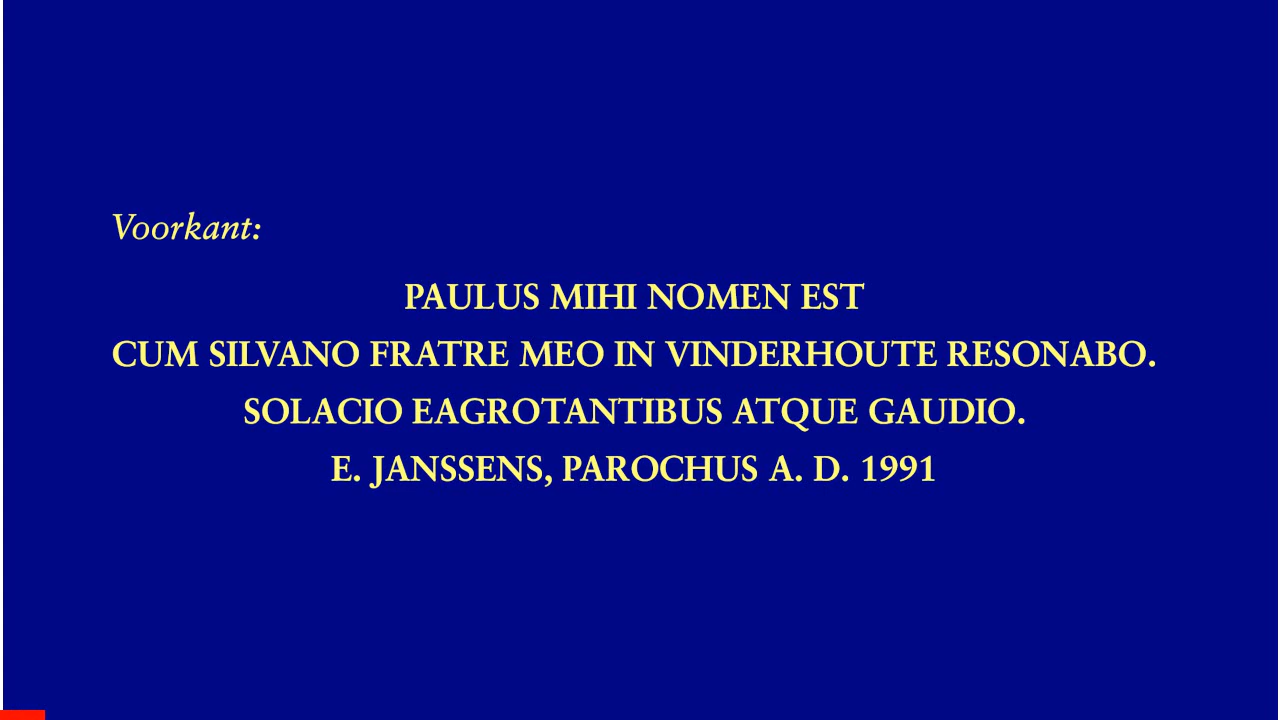 Voorkant:
PAULUS MIHI NOMEN EST
CUM SILVANO FRATRE MEO IN VINDERHOUTE RESONABO.
SOLACIO EAGROTANTIBUS ATQUE GAUDIO.
E. JANSSENS, PAROCHUS A. D. 1991